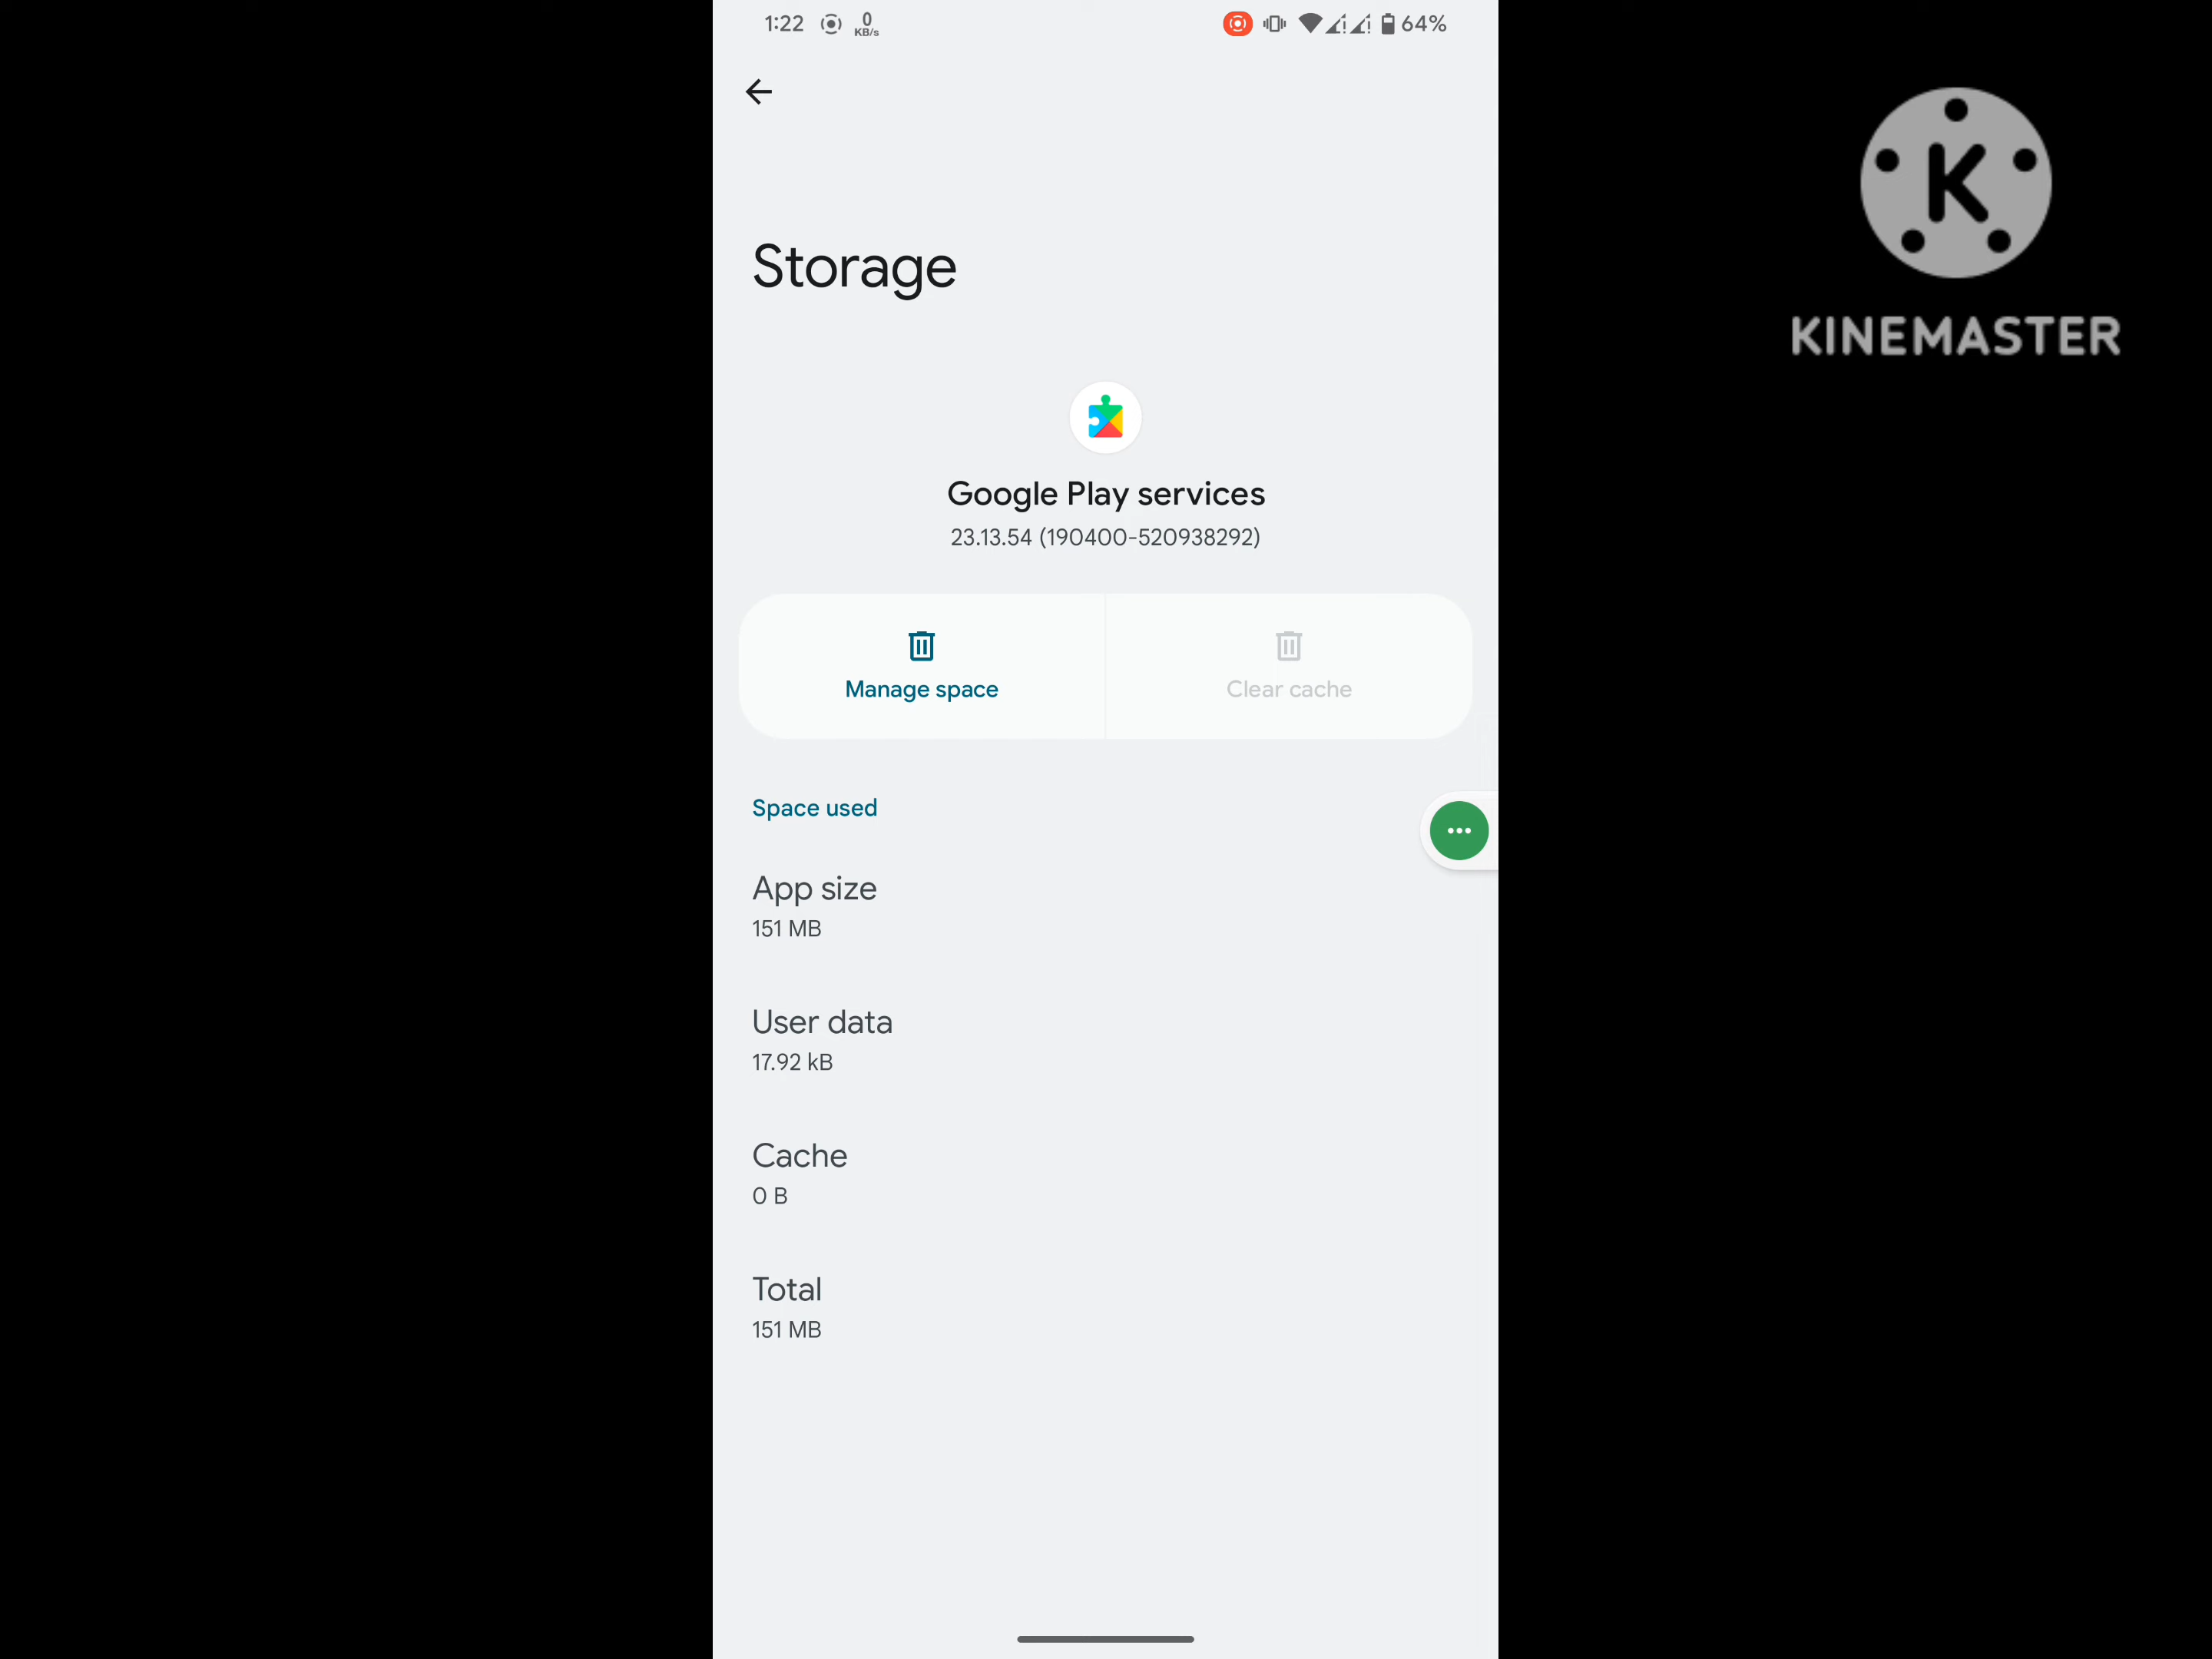 1:22
0
KB/s
64%
KINEMASTER
Storage
Google Play services
23.13.54 (190400-520938292)
Manage space
Clear cache
Space used
App size
151 MB
User data
17.92 kB
Cache
0 B
Total
151 MB